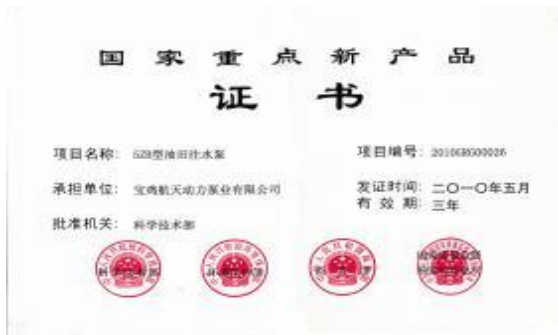 国家重点新产品
证书
项目名称: 5ZB型油田注水泵
项目编号: 2010GRG00026
承担单位: 宝鸡航天动力泵业有限公司
发证时间: 二〇一〇年五月
有效期: 三年
批准机关: 科学技术部